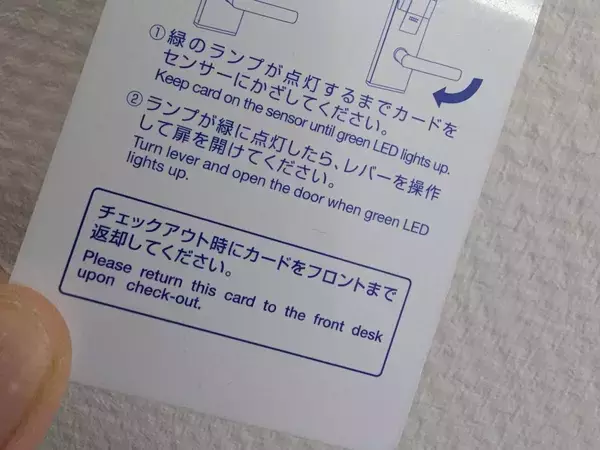 ①緑のランプが点灯するまでカードを
センサーにかざしてください。
Keep card on the sensor until green LED lights up.
②ランプが緑に点灯したら、レバーを操作
して扉を開けてください。
Turn lever and open the door when green LED
lights up.
チェックアウト時にカードをフロントまで
返却してください。
Please return this card to the front desk
upon check-out.